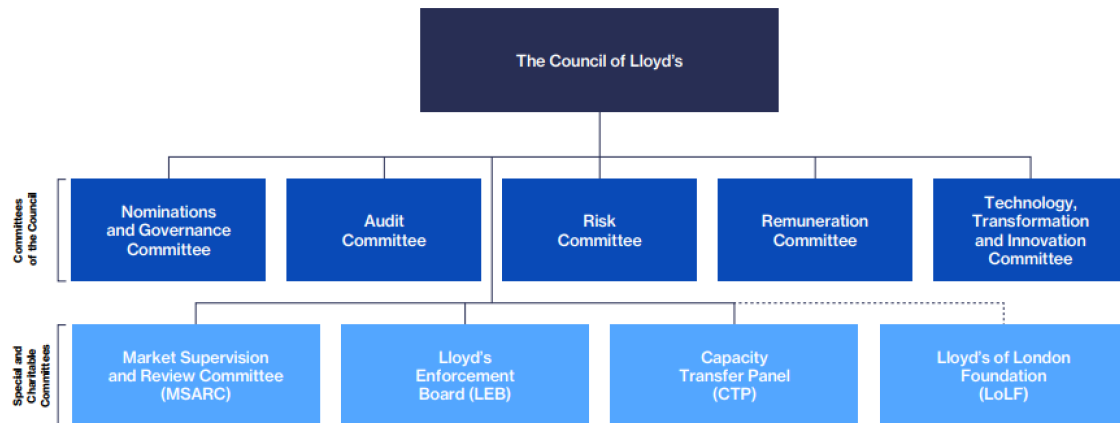 The Council of Lloyd's
Committees
of the Council
Nominations
and Governance
Committee
Audit
Committee
Risk
Committee
Remuneration
Committee
Technology,
Transformation
and Innovation
Committee
Special and
Charitable
Committees
Market Supervision
and Review Committee
(MSARC)
Lloyd's
Enforcement
Board (LEB)
Capacity
Transfer Panel
(CTP)
Lloyd's of London
Foundation
(LoLF)